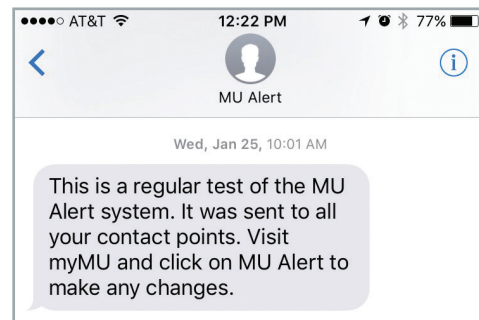 AT&T 12:22 PM 77%
MU Alert
Wed, Jan 25, 10:01 AM
This is a regular test of the MU
Alert system. It was sent to all
your contact points. Visit
myMU and click on MU Alert to
make any changes.